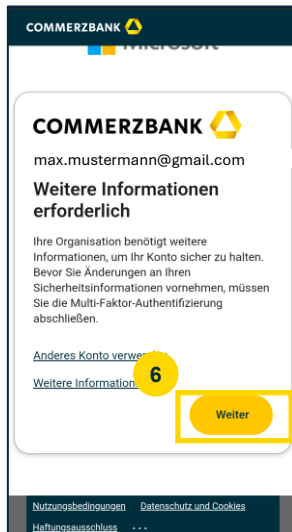 COMMERZBANK
Microsoft
COMMERZBANK
max.mustermann@gmail.com
Weitere Informationen
erforderlich
Ihre Organisation benötigt weitere
Informationen, um Ihr Konto sicher zu halten.
Bevor Sie Änderungen an Ihren
Sicherheitsinformationen vornehmen, müssen
Sie die Multi-Faktor-Authentifizierung
abschließen.
Anderes Konto
Weitere
6
Weiter
Nutzungsbedingungen Datenschutz und Cookies
Haftungsausschluss ...